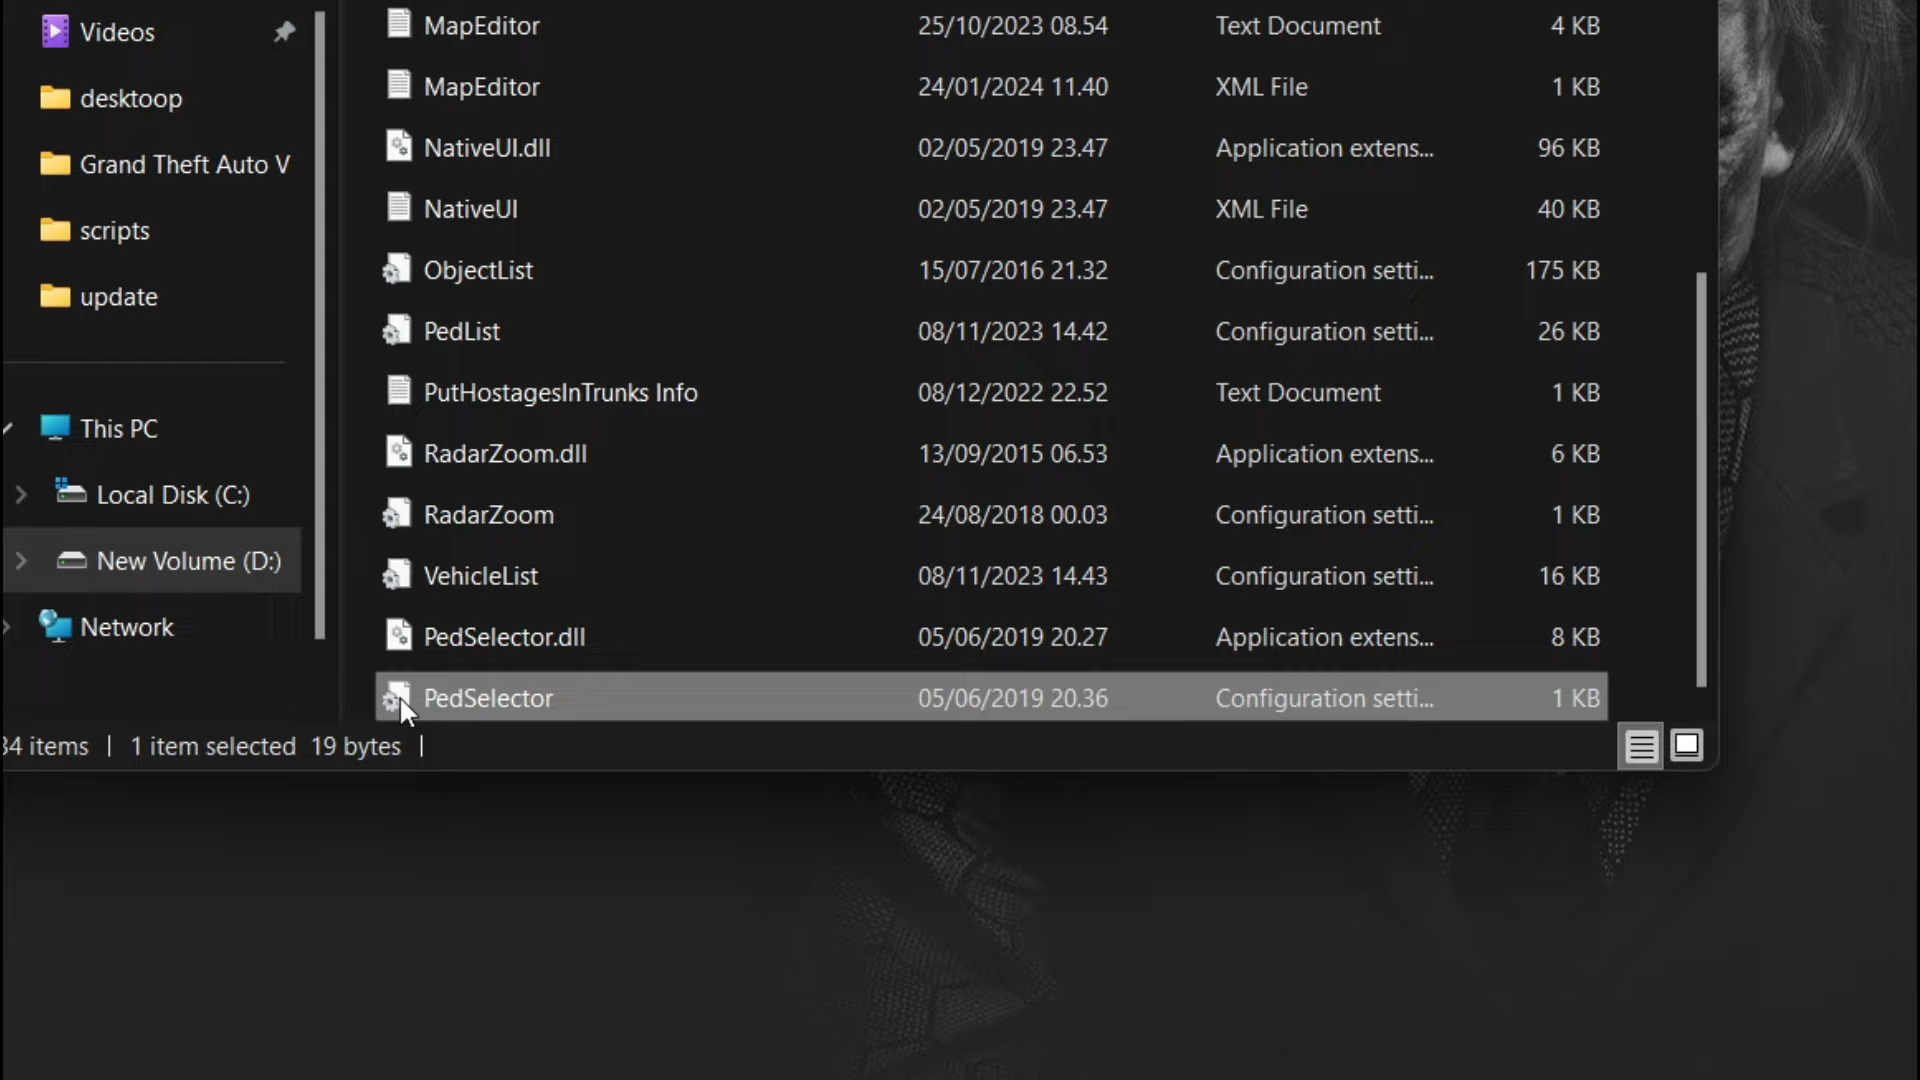 Videos
desktoop
Grand Theft Auto V
scripts
update
This PC
Local Disk (C:)
New Volume (D:)
Network
MapEditor 25/10/2023 08.54 Text Document 4 KB
MapEditor 24/01/2024 11.40 XML File 1 KB
NativeUI.dll 02/05/2019 23.47 Application extens... 96 KB
NativeUI 02/05/2019 23.47 XML File 40 KB
ObjectList 15/07/2016 21.32 Configuration setti... 175 KB
PedList 08/11/2023 14.42 Configuration setti... 26 KB
PutHostagesInTrunks Info 08/12/2022 22.52 Text Document 1 KB
RadarZoom.dll 13/09/2015 06.53 Application extens... 6 KB
RadarZoom 24/08/2018 00.03 Configuration setti... 1 KB
VehicleList 08/11/2023 14.43 Configuration setti... 16 KB
PedSelector.dll 05/06/2019 20.27 Application extens... 8 KB
PedSelector 05/06/2019 20.36 Configuration setti... 1 KB
34 items | 1 item selected 19 bytes |